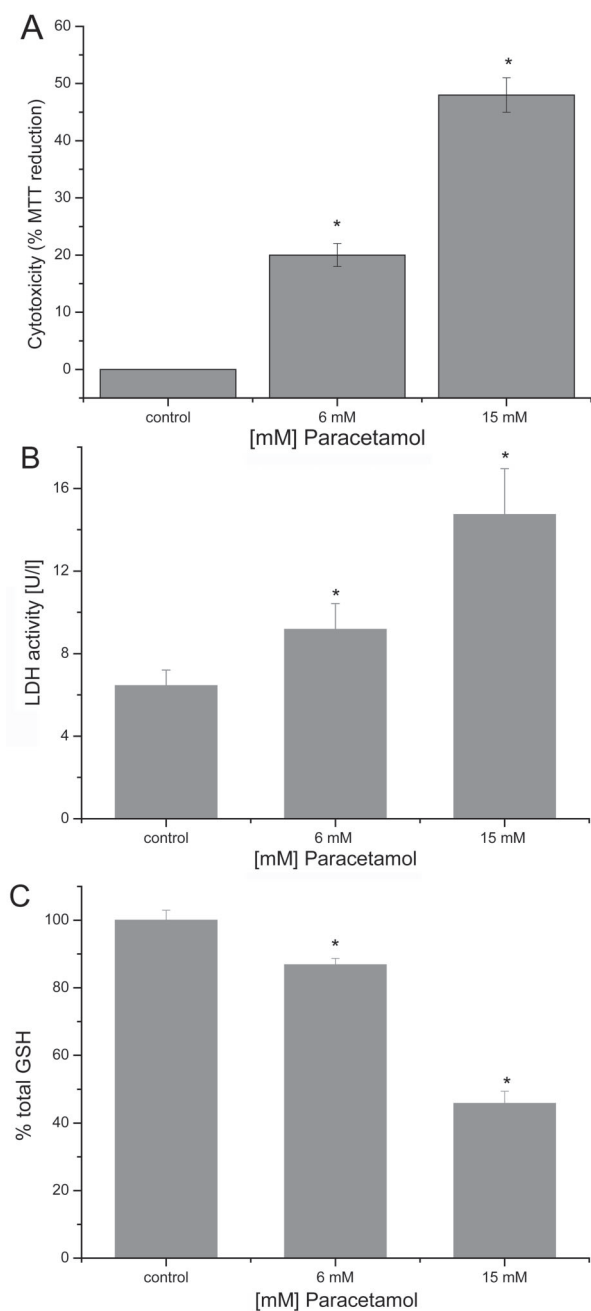 A
60
50
40
30
20
10
0
Cytotoxicity (% MTT reduction)
*
*
control
6 mM
15 mM
[mM] Paracetamol
B
16
12
8
4
0
LDH activity [U/l]
*
*
control
6 mM
15 mM
[mM] Paracetamol
C
100
80
60
40
20
0
% total GSH
*
*
control
6 mM
15 mM
[mM] Paracetamol